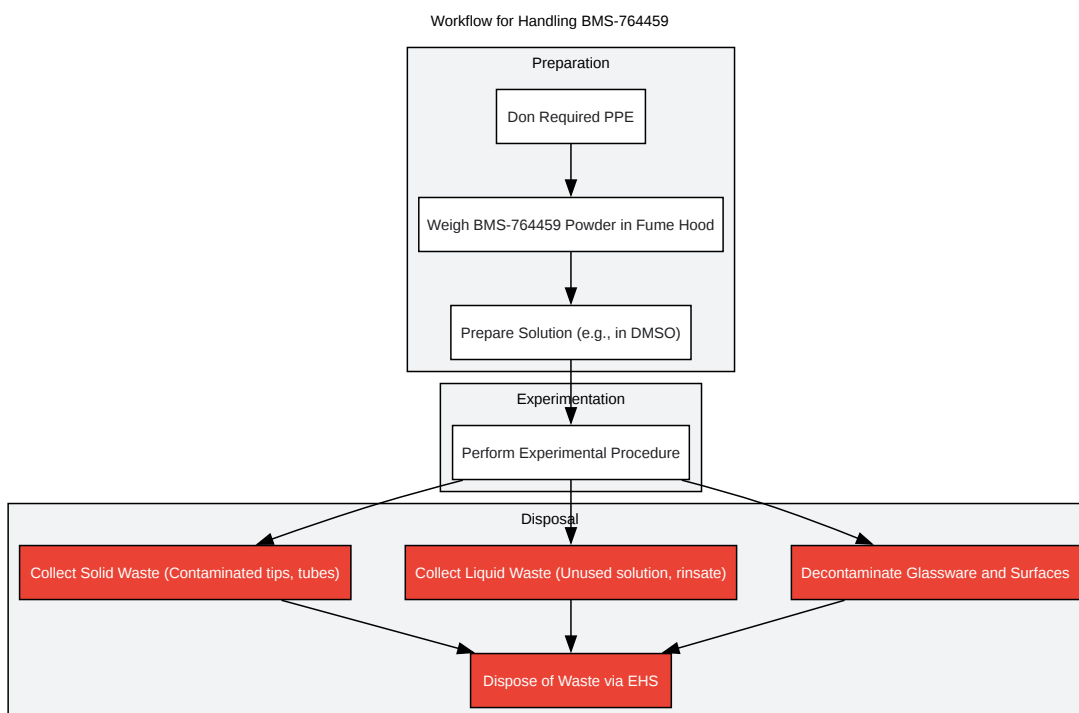 Workflow for Handling BMS-764459
Preparation
Don Required PPE
Weigh BMS-764459 Powder in Fume Hood
Prepare Solution (e.g., in DMSO)
Experimentation
Perform Experimental Procedure
Disposal
Collect Solid Waste (Contaminated tips, tubes)
Collect Liquid Waste (Unused solution, rinsate)
Decontaminate Glassware and Surfaces
Dispose of Waste via EHS